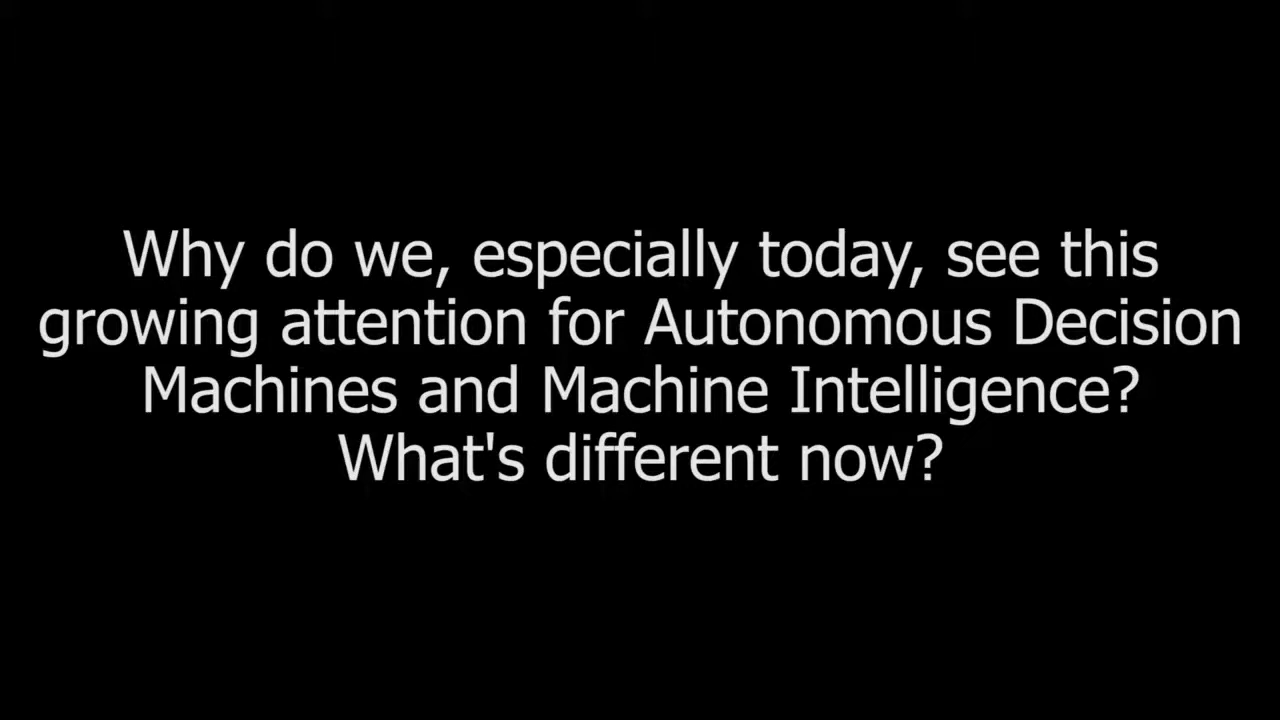 Why do we, especially today, see this
growing attention for Autonomous Decision
Machines and Machine Intelligence?
What's different now?